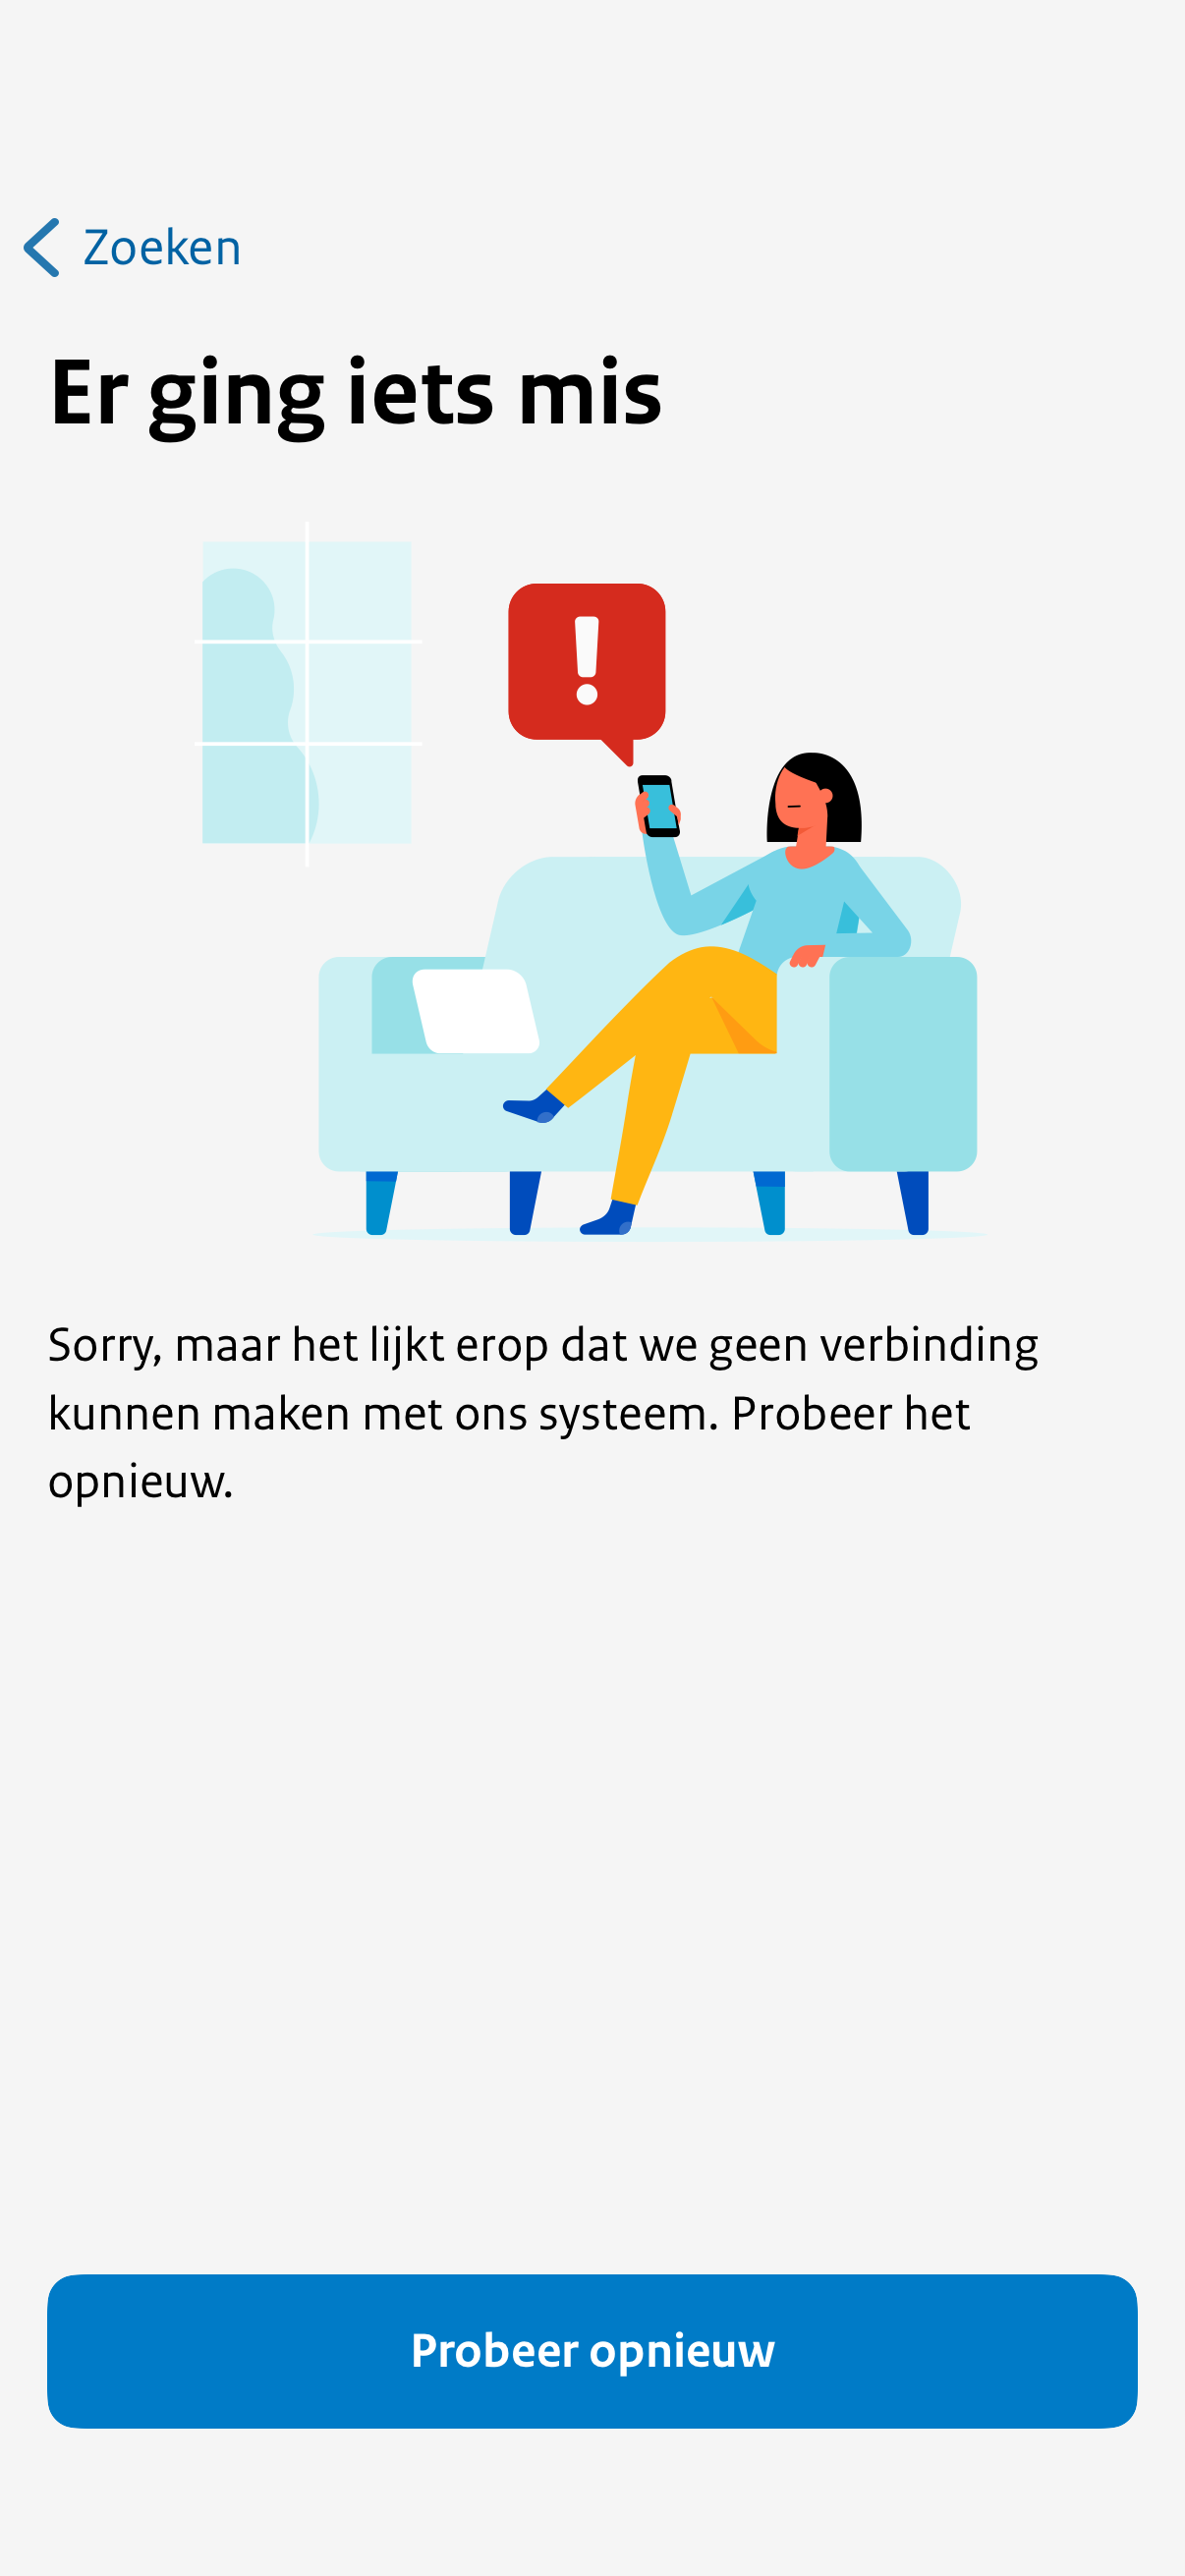 Zoeken
Er ging iets mis
!
Sorry, maar het lijkt erop dat we geen verbinding
kunnen maken met ons systeem. Probeer het
opnieuw.
Probeer opnieuw